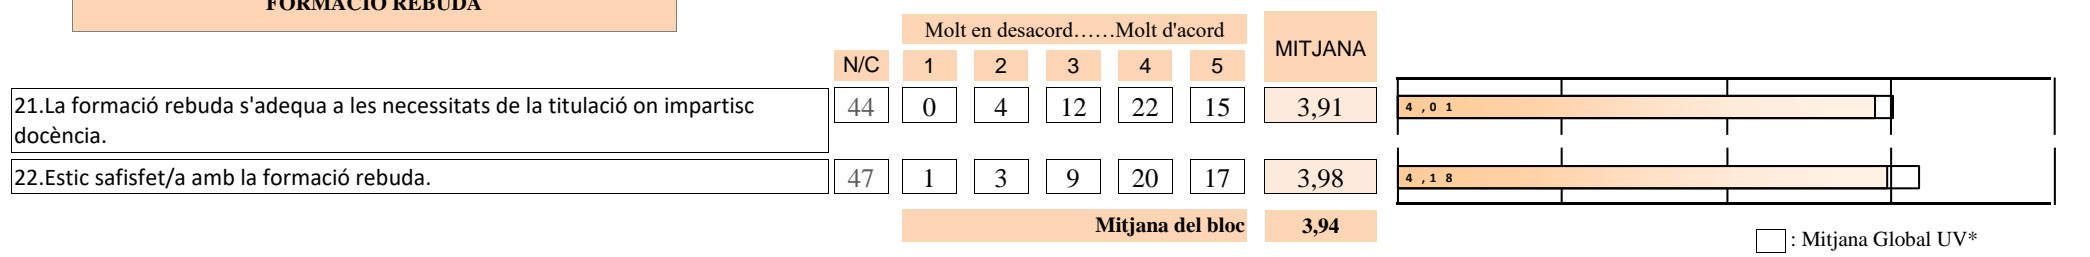 FORMACIÓ REBUDA
Molt en desacord……Molt d'acord
MITJANA
N/C 1 2 3 4 5
21.La formació rebuda s'adequa a les necessitats de la titulació on impartisc
docència.
44 0 4 12 22 15 3,91 4,01
22.Estic safisfet/a amb la formació rebuda. 47 1 3 9 20 17 3,98 4,18
Mitjana del bloc 3,94
: Mitjana Global UV*